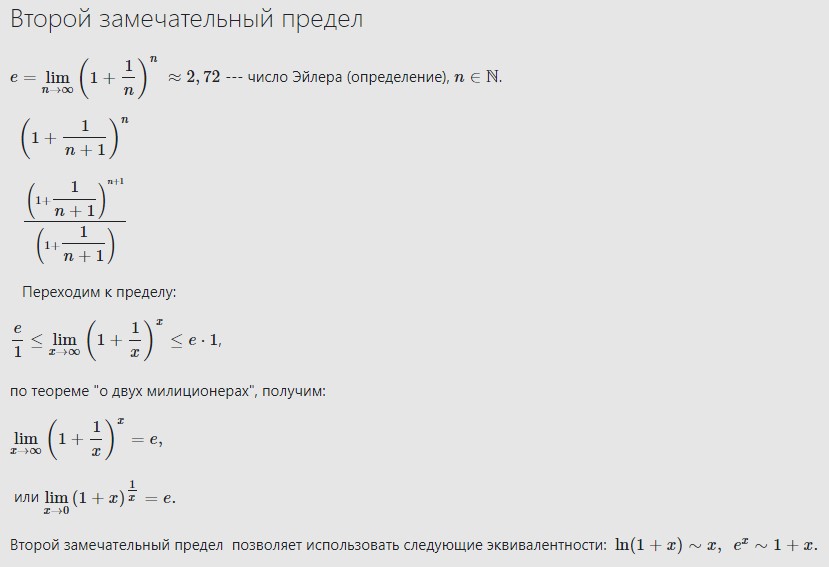 Второй замечательный предел
$e = \lim_{n \to \infty} \left(1 + \frac{1}{n}\right)^n \approx 2,72$ --- число Эйлера (определение), $n \in \mathbb{N}$.
$\left(1 + \frac{1}{n+1}\right)^n$
$\frac{\left(1 + \frac{1}{n+1}\right)^{n+1}}{\left(1 + \frac{1}{n+1}\right)}$
Переходим к пределу:
$\frac{e}{1} \leq \lim_{x \to \infty} \left(1 + \frac{1}{x}\right)^x \leq e \cdot 1$,
по теореме "о двух милиционерах", получим:
$\lim_{x \to \infty} \left(1 + \frac{1}{x}\right)^x = e,$
или $\lim_{x \to 0} (1 + x)^{\frac{1}{x}} = e.$
Второй замечательный предел позволяет использовать следующие эквивалентности: $\ln(1 + x) \sim x, \; e^x \sim 1 + x.$